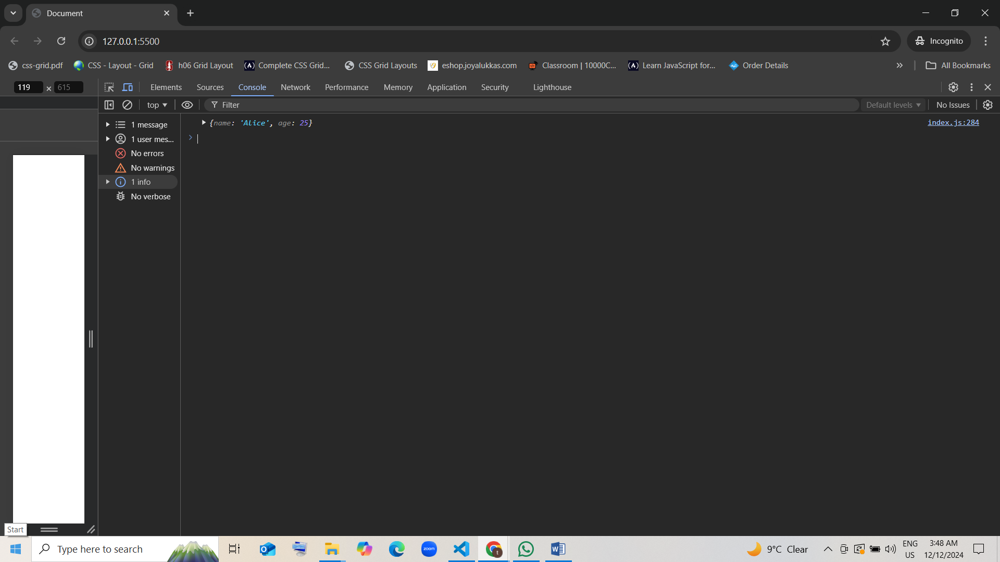 Document
127.0.0.1:5500
Incognito
css-grid.pdf CSS - Layout - Grid h06 Grid Layout Complete CSS Grid... CSS Grid Layouts eshop.joyalukkas.com Classroom | 10000C... Learn JavaScript for... Order Details All Bookmarks
119 × 615 Elements Sources Console Network Performance Memory Application Security Lighthouse
top Filter Default levels No Issues
1 message
1 user mes...
No errors
No warnings
1 info
No verbose
{name: 'Alice', age: 25} index.js:284
Start
Type here to search
zoom
9°C Clear
ENG
US
3:48 AM
12/12/2024